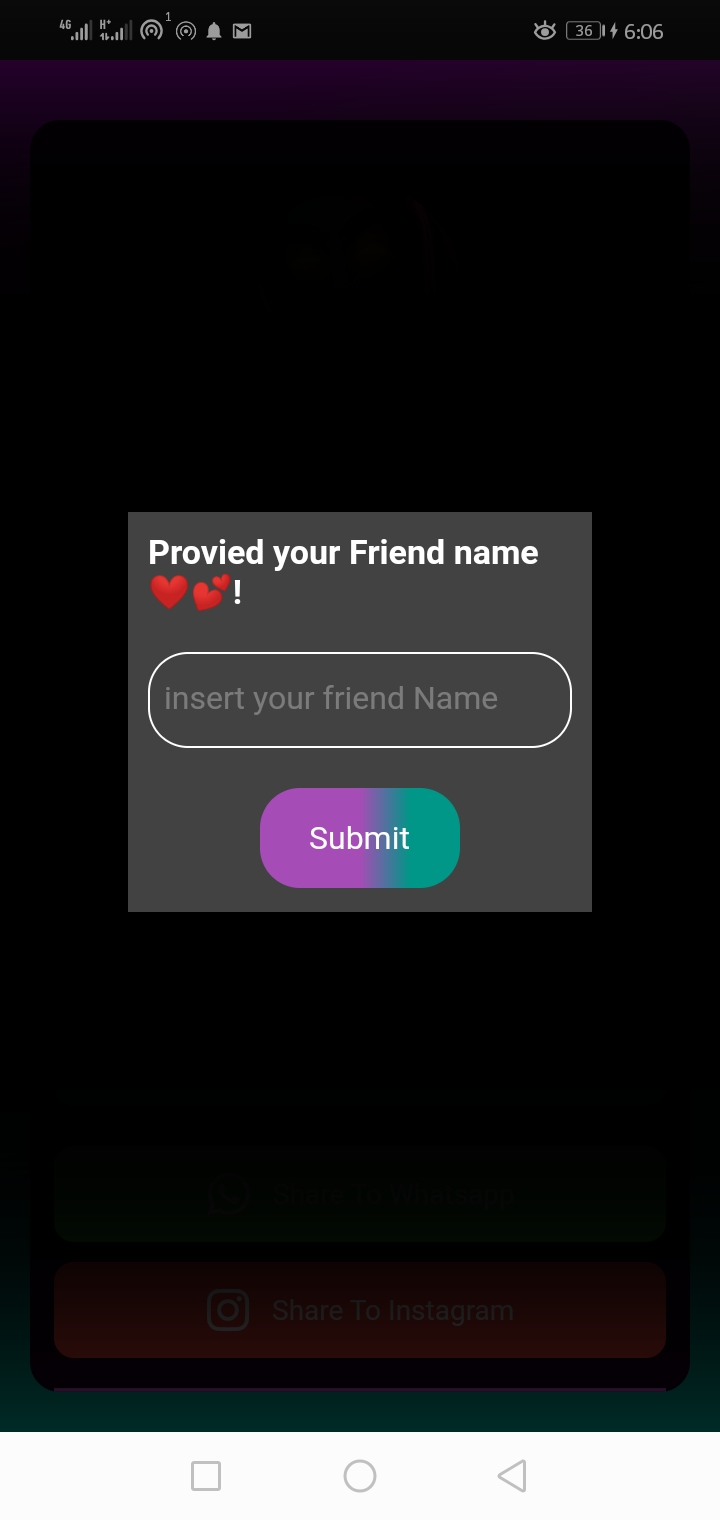 4G H+ 1 36 6:06
Provied your Friend name
❤️💕!
insert your friend Name
Submit
Share To Whatsapp
Share To Instagram